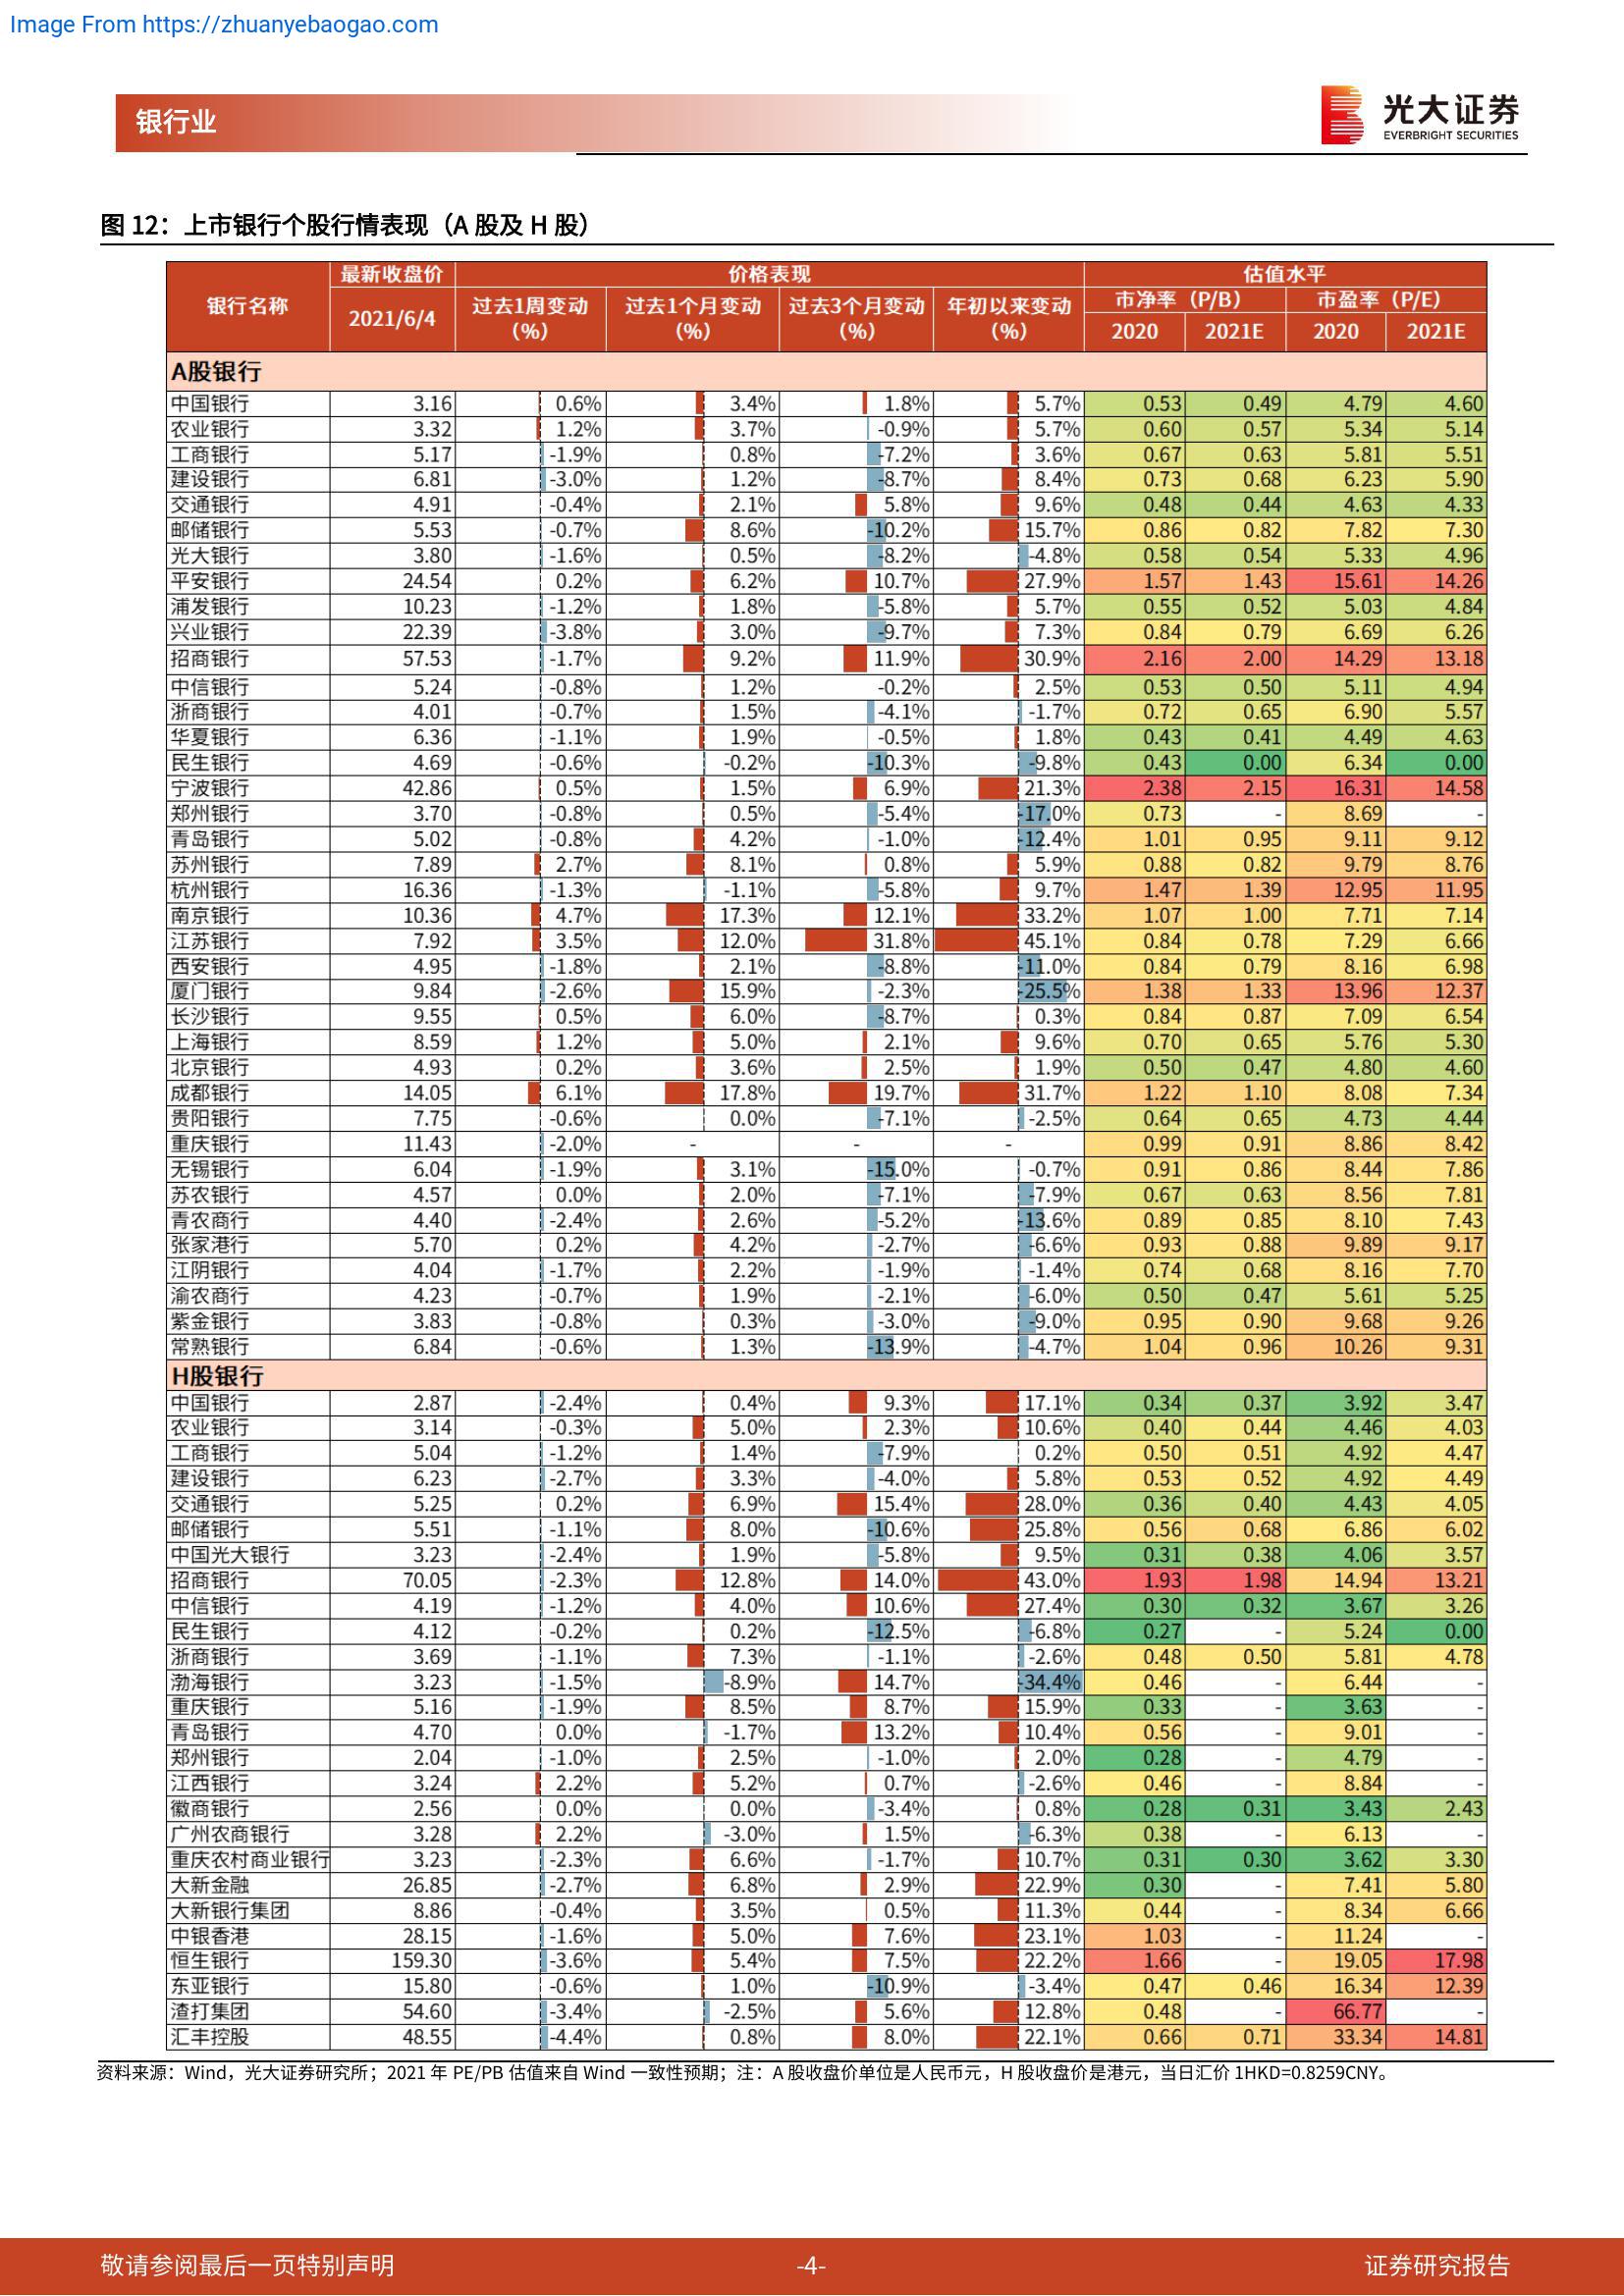 Image From https://zhuanyebaogao.com
银行业
光大证券
EVERBRIGHT SECURITIES
图 12：上市银行个股行情表现（A 股及 H 股）
银行名称 最新收盘价 价格表现 估值水平
2021/6/4 过去1周变动（%） 过去1个月变动（%） 过去3个月变动（%） 年初以来变动（%） 市净率（P/B） 市盈率（P/E）
2020 2021E 2020 2021E
A股银行
中国银行 3.16 0.6% 3.4% 1.8% 5.7% 0.53 0.49 4.79 4.60
农业银行 3.32 1.2% 3.7% -0.9% 5.7% 0.60 0.57 5.34 5.14
工商银行 5.17 -1.9% 0.8% -7.2% 3.6% 0.67 0.63 5.81 5.51
建设银行 6.81 -3.0% 1.2% -8.7% 8.4% 0.73 0.68 6.23 5.90
交通银行 4.91 -0.4% 2.1% 5.8% 9.6% 0.48 0.44 4.63 4.33
邮储银行 5.53 -0.7% 8.6% -10.2% 15.7% 0.86 0.82 7.82 7.30
光大银行 3.80 -1.6% 0.5% -8.2% -4.8% 0.58 0.54 5.33 4.96
平安银行 24.54 0.2% 6.2% 10.7% 27.9% 1.57 1.43 15.61 14.26
浦发银行 10.23 -1.2% 1.8% -5.8% 5.7% 0.55 0.52 5.03 4.84
兴业银行 22.39 -3.8% 3.0% -9.7% 7.3% 0.84 0.79 6.69 6.26
招商银行 57.53 -1.7% 9.2% 11.9% 30.9% 2.16 2.00 14.29 13.18
中信银行 5.24 -0.8% 1.2% -0.2% 2.5% 0.53 0.50 5.11 4.94
浙商银行 4.01 -0.7% 1.5% -4.1% -1.7% 0.72 0.65 6.90 5.57
华夏银行 6.36 -1.1% 1.9% -0.5% 1.8% 0.43 0.41 4.49 4.63
民生银行 4.69 -0.6% -0.2% -10.3% -9.8% 0.43 0.00 6.34 0.00
宁波银行 42.86 0.5% 1.5% 6.9% 21.3% 2.38 2.15 16.31 14.58
郑州银行 3.70 -0.8% 0.5% -5.4% -17.0% 0.73 - 8.69 -
青岛银行 5.02 -0.8% 4.2% -1.0% -12.4% 1.01 0.95 9.11 9.12
苏州银行 7.89 2.7% 8.1% 0.8% 5.9% 0.88 0.82 9.79 8.76
杭州银行 16.36 -1.3% -1.1% -5.8% 9.7% 1.47 1.39 12.95 11.95
南京银行 10.36 4.7% 17.3% 12.1% 33.2% 1.07 1.00 7.71 7.14
江苏银行 7.92 3.5% 12.0% 31.8% 45.1% 0.84 0.78 7.29 6.66
西安银行 4.95 -1.8% 2.1% -8.8% -11.0% 0.84 0.79 8.16 6.98
厦门银行 9.84 -2.6% 15.9% -2.3% -25.5% 1.38 1.33 13.96 12.37
长沙银行 9.55 0.5% 6.0% -8.7% 0.3% 0.84 0.87 7.09 6.54
上海银行 8.59 1.2% 5.0% 2.1% 9.6% 0.70 0.65 5.76 5.30
北京银行 4.93 0.2% 3.6% 2.5% 1.9% 0.50 0.47 4.80 4.60
成都银行 14.05 6.1% 17.8% 19.7% 31.7% 1.22 1.10 8.08 7.34
贵阳银行 7.75 -0.6% 0.0% -7.1% -2.5% 0.64 0.65 4.73 4.44
重庆银行 11.43 -2.0% - - - 0.99 0.91 8.86 8.42
无锡银行 6.04 -1.9% 3.1% -15.0% -0.7% 0.91 0.86 8.44 7.86
苏农银行 4.57 0.0% 2.0% -7.1% -7.9% 0.67 0.63 8.56 7.81
青农商行 4.40 -2.4% 2.6% -5.2% -13.6% 0.89 0.85 8.10 7.43
张家港行 5.70 0.2% 4.2% -2.7% -6.6% 0.93 0.88 9.89 9.17
江阴银行 4.04 -1.7% 2.2% -1.9% -1.4% 0.74 0.68 8.16 7.70
渝农商行 4.23 -0.7% 1.9% -2.1% -6.0% 0.50 0.47 5.61 5.25
紫金银行 3.83 -0.8% 0.3% -3.0% -9.0% 0.95 0.90 9.68 9.26
常熟银行 6.84 -0.6% 1.3% -13.9% -4.7% 1.04 0.96 10.26 9.31
H股银行
中国银行 2.87 -2.4% 0.4% 9.3% 17.1% 0.34 0.37 3.92 3.47
农业银行 3.14 -0.3% 5.0% 2.3% 10.6% 0.40 0.44 4.46 4.03
工商银行 5.04 -1.2% 1.4% -7.9% 0.2% 0.50 0.51 4.92 4.47
建设银行 6.23 -2.7% 3.3% -4.0% 5.8% 0.53 0.52 4.92 4.49
交通银行 5.25 0.2% 6.9% 15.4% 28.0% 0.36 0.40 4.43 4.05
邮储银行 5.51 -1.1% 8.0% -10.6% 25.8% 0.56 0.68 6.86 6.02
中国光大银行 3.23 -2.4% 1.9% -5.8% 9.5% 0.31 0.38 4.06 3.57
招商银行 70.05 -2.3% 12.8% 14.0% 43.0% 1.93 1.98 14.94 13.21
中信银行 4.19 -1.2% 4.0% 10.6% 27.4% 0.30 0.32 3.67 3.26
民生银行 4.12 -0.2% 0.2% -12.5% -6.8% 0.27 - 5.24 0.00
浙商银行 3.69 -1.1% 7.3% -1.1% -2.6% 0.48 0.50 5.81 4.78
渤海银行 3.23 -1.5% -8.9% 14.7% -34.4% 0.46 - 6.44 -
重庆银行 5.16 -1.9% 8.5% 8.7% 15.9% 0.33 - 3.63 -
青岛银行 4.70 0.0% -1.7% 13.2% 10.4% 0.56 - 9.01 -
郑州银行 2.04 -1.0% 2.5% -1.0% 2.0% 0.28 - 4.79 -
江西银行 3.24 2.2% 5.2% 0.7% -2.6% 0.46 - 8.84 -
徽商银行 2.56 0.0% 0.0% -3.4% 0.8% 0.28 0.31 3.43 2.43
广州农商银行 3.28 2.2% -3.0% 1.5% -6.3% 0.38 - 6.13 -
重庆农村商业银行 3.23 -2.3% 6.6% -1.7% 10.7% 0.31 0.30 3.62 3.30
大新金融 26.85 -2.7% 6.8% 2.9% 22.9% 0.30 - 7.41 5.80
大新银行集团 8.86 -0.4% 3.5% 0.5% 11.3% 0.44 - 8.34 6.66
中银香港 28.15 -1.6% 5.0% 7.6% 23.1% 1.03 - 11.24 -
恒生银行 159.30 -3.6% 5.4% 7.5% 22.2% 1.66 - 19.05 17.98
东亚银行 15.80 -0.6% 1.0% -10.9% -3.4% 0.47 0.46 16.34 12.39
渣打集团 54.60 -3.4% -2.5% 5.6% 12.8% 0.48 - 66.77 -
汇丰控股 48.55 -4.4% 0.8% 8.0% 22.1% 0.66 0.71 33.34 14.81
资料来源：Wind，光大证券研究所；2021 年 PE/PB 估值来自 Wind 一致性预期；注：A 股收盘价单位是人民币元，H 股收盘价是港元，当日汇价 1HKD=0.8259CNY。
敬请参阅最后一页特别声明 -4- 证券研究报告